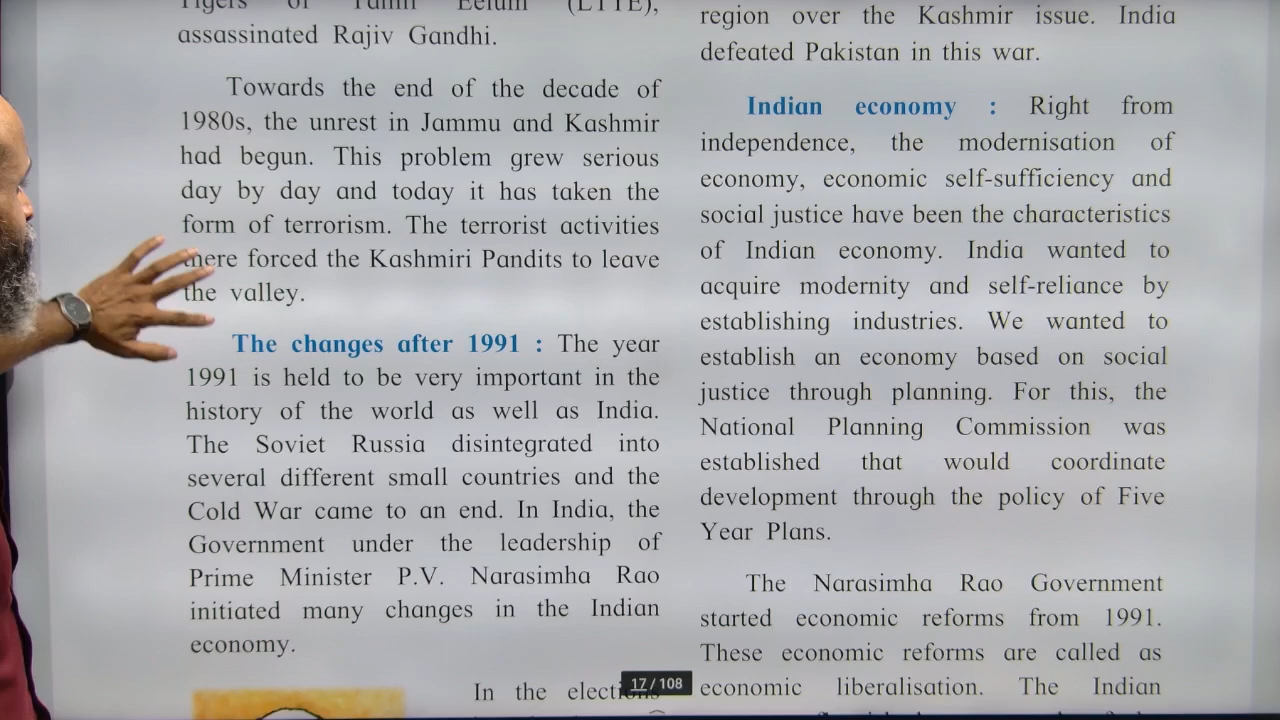 Tigers of Tamil Eelam (LTTE),
assassinated Rajiv Gandhi.
Towards the end of the decade of
1980s, the unrest in Jammu and Kashmir
had begun. This problem grew serious
day by day and today it has taken the
form of terrorism. The terrorist activities
there forced the Kashmiri Pandits to leave
the valley.
The changes after 1991 : The year
1991 is held to be very important in the
history of the world as well as India.
The Soviet Russia disintegrated into
several different small countries and the
Cold War came to an end. In India, the
Government under the leadership of
Prime Minister P.V. Narasimha Rao
initiated many changes in the Indian
economy.
In the elections
region over the Kashmir issue. India
defeated Pakistan in this war.
Indian economy : Right from
independence, the modernisation of
economy, economic self-sufficiency and
social justice have been the characteristics
of Indian economy. India wanted to
acquire modernity and self-reliance by
establishing industries. We wanted to
establish an economy based on social
justice through planning. For this, the
National Planning Commission was
established that would coordinate
development through the policy of Five
Year Plans.
The Narasimha Rao Government
started economic reforms from 1991.
These economic reforms are called as
economic liberalisation. The Indian
17 / 108